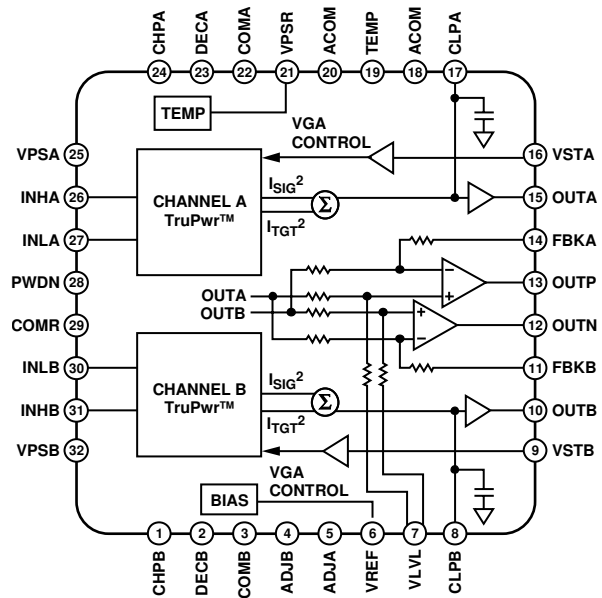 CHPA
DECA
COMA
VPSR
ACOM
TEMP
ACOM
CLPA
24 23 22 21 20 19 18 17
TEMP
VGA
CONTROL
VPSA 25
16 VSTA
INHA 26
CHANNEL A
TruPwr™
I_SIG²
Σ
I_TGT²
15 OUTA
INLA 27
14 FBKA
PWDN 28
− +
13 OUTP
OUTA
OUTB
COMR 29
+ −
12 OUTN
INLB 30
11 FBKB
INHB 31
CHANNEL B
TruPwr™
I_SIG²
Σ
I_TGT²
10 OUTB
VPSB 32
9 VSTB
VGA
CONTROL
BIAS
1 2 3 4 5 6 7 8
CHPB
DECB
COMB
ADJB
ADJA
VREF
VLVL
CLPB